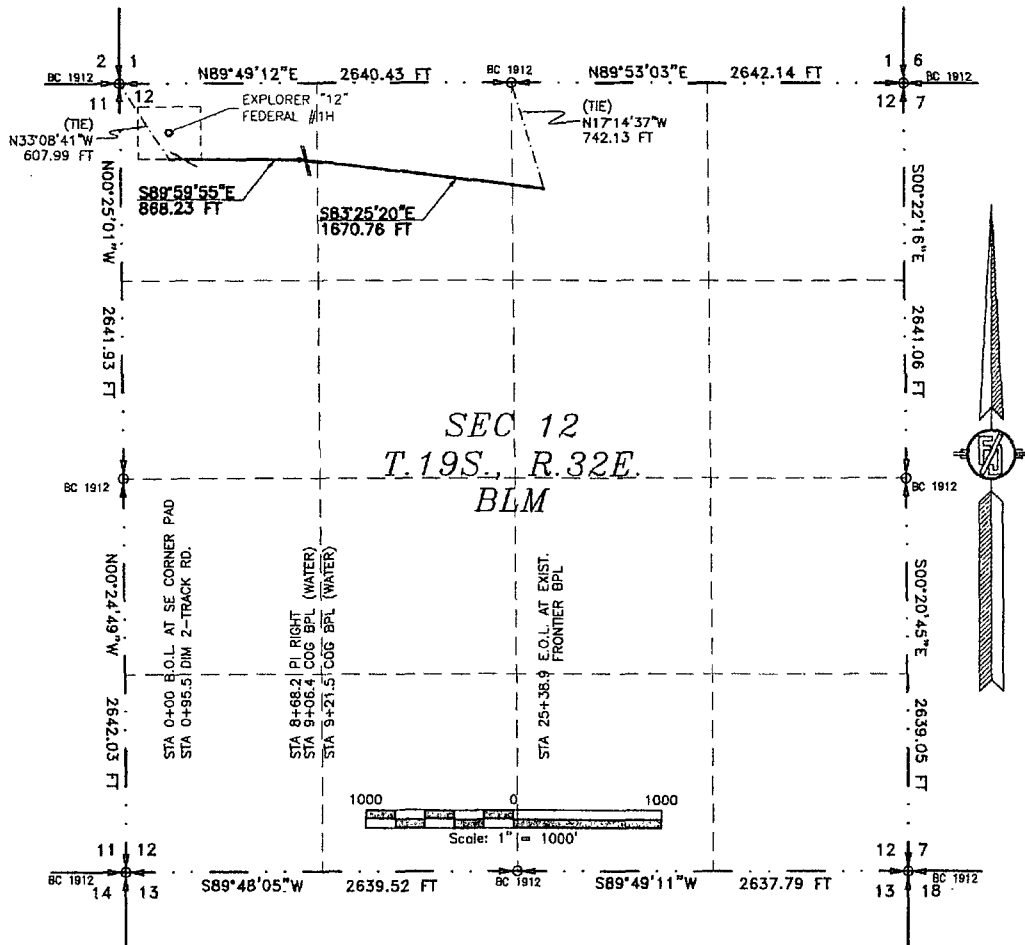 2 1
BC 1912
11 12
N89°49'12"E 2640.43 FT
BC 1912
N89°53'03"E 2642.14 FT
1 6
BC 1912
12 7
EXPLORER "12"
FEDERAL #1H
(TIE)
N33°08'41"W
607.99 FT
(TIE)
N17°14'37"W
742.13 FT
S89°59'55"E
868.23 FT
S83°25'20"E
1670.76 FT
N00°25'01"W 2641.93 FT
S00°22'16"E 2641.06 FT
SEC 12
T.19S., R.32E.
BLM
BC 1912
BC 1912
STA 0+00 B.O.L. AT SE CORNER PAD
STA 0+95.5 DIM 2-TRACK RD.
STA 8+68.2 PI RIGHT
STA 9+06.4 COG BPL (WATER)
STA 9+21.5 COG BPL (WATER)
STA 25+38.9 E.O.L. AT EXIST.
FRONTIER BPL
N00°24'49"W 2642.03 FT
S00°20'45"E 2639.05 FT
1000 0 1000
Scale: 1" = 1000'
11 12
BC 1912
14 13
S89°48'05"W 2639.52 FT
BC 1912
S89°49'11"W 2637.79 FT
12 7
BC 1912
13 18